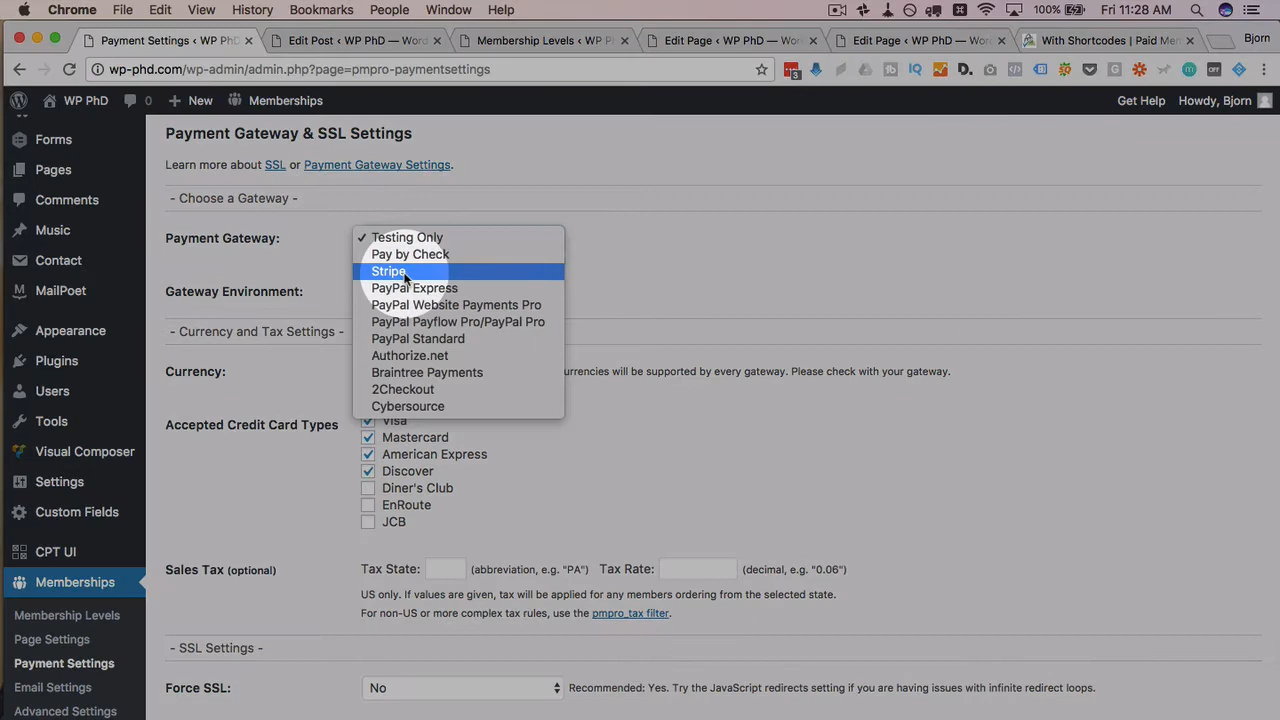 Chrome File Edit View History Bookmarks People Window Help 100% Fri 11:28 AM
Payment Settings ‹ WP PhD × Edit Post ‹ WP PhD — Word × Membership Levels ‹ WP PhD × Edit Page ‹ WP PhD — Wor × Edit Page ‹ WP PhD — Word × With Shortcodes | Paid Mem × Bjorn
wp-phd.com/wp-admin/admin.php?page=pmpro-paymentsettings
WP PhD 0 + New Memberships Get Help Howdy, Bjorn
Forms
Pages
Comments
Music
Contact
MailPoet
Appearance
Plugins
Users
Tools
Visual Composer
Settings
Custom Fields
CPT UI
Memberships
Membership Levels
Page Settings
Payment Settings
Email Settings
Advanced Settings
Payment Gateway & SSL Settings
Learn more about SSL or Payment Gateway Settings.
- Choose a Gateway -
Payment Gateway:
✓ Testing Only
Pay by Check
Stripe
PayPal Express
PayPal Website Payments Pro
PayPal Payflow Pro/PayPal Pro
PayPal Standard
Authorize.net
Braintree Payments
2Checkout
Cybersource
Gateway Environment:
- Currency and Tax Settings -
Currency: urrencies will be supported by every gateway. Please check with your gateway.
Accepted Credit Card Types
Visa
Mastercard
American Express
Discover
Diner's Club
EnRoute
JCB
Sales Tax (optional) Tax State: (abbreviation, e.g. "PA") Tax Rate: (decimal, e.g. "0.06")
US only. If values are given, tax will be applied for any members ordering from the selected state.
For non-US or more complex tax rules, use the pmpro_tax filter.
- SSL Settings -
Force SSL: No Recommended: Yes. Try the JavaScript redirects setting if you are having issues with infinite redirect loops.